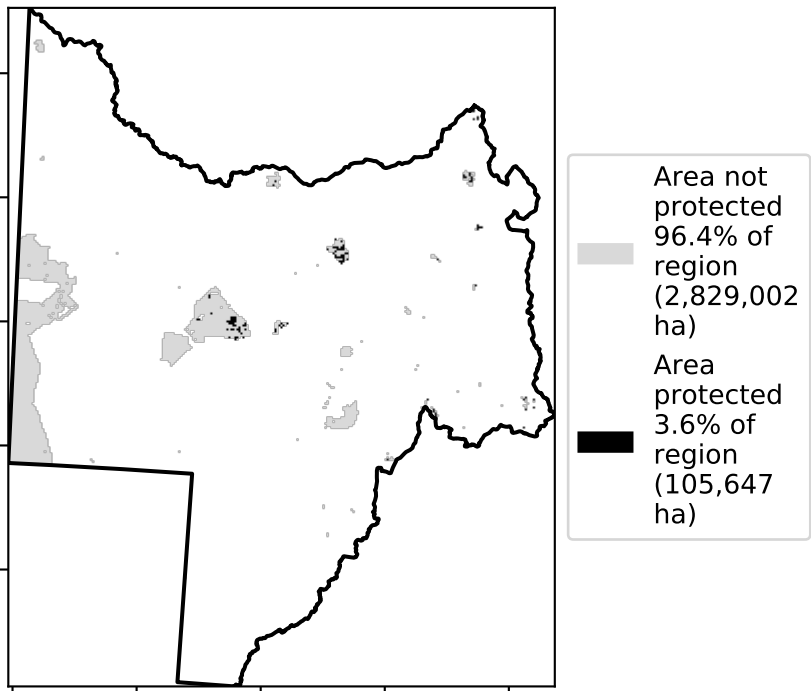 Area not
protected
96.4% of
region
(2,829,002
ha)
Area
protected
3.6% of
region
(105,647
ha)